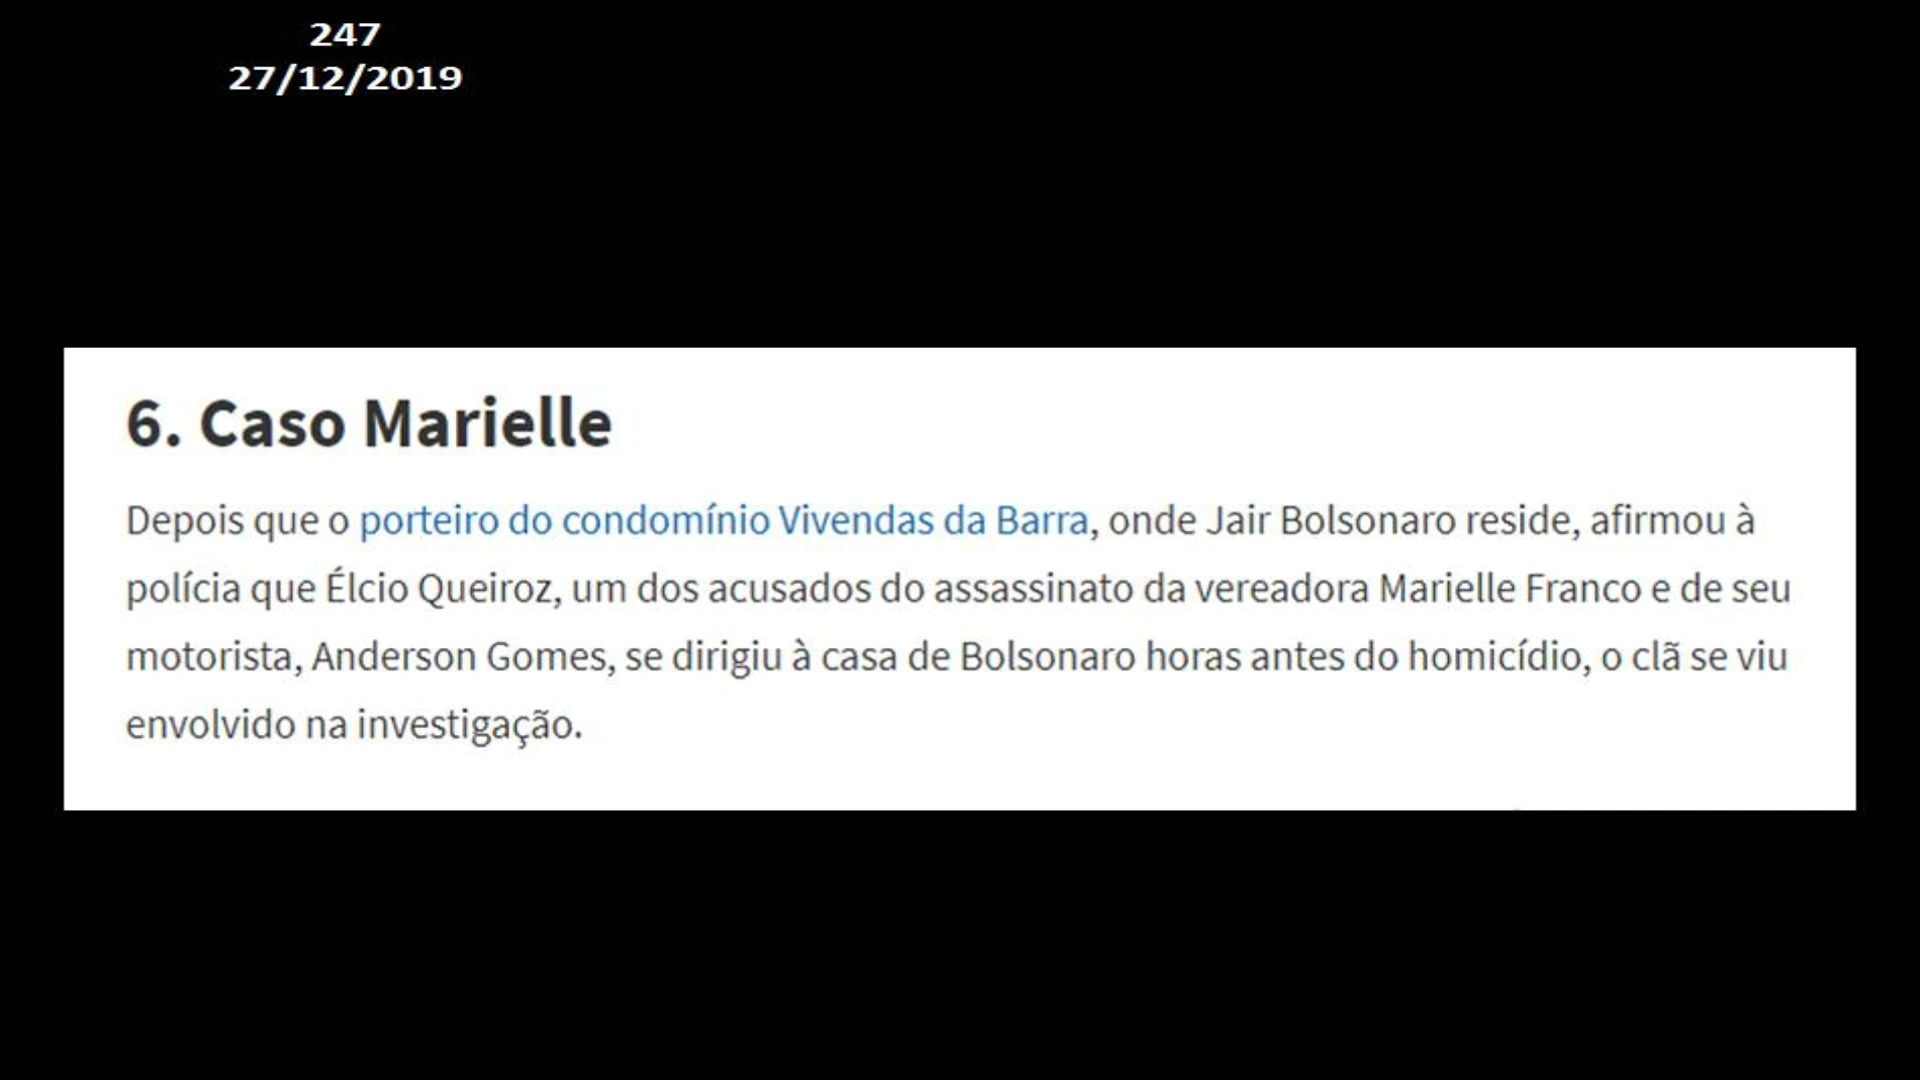 247
27/12/2019
6. Caso Marielle
Depois que o porteiro do condomínio Vivendas da Barra, onde Jair Bolsonaro reside, afirmou à
polícia que Élcio Queiroz, um dos acusados do assassinato da vereadora Marielle Franco e de seu
motorista, Anderson Gomes, se dirigiu à casa de Bolsonaro horas antes do homicídio, o clã se viu
envolvido na investigação.